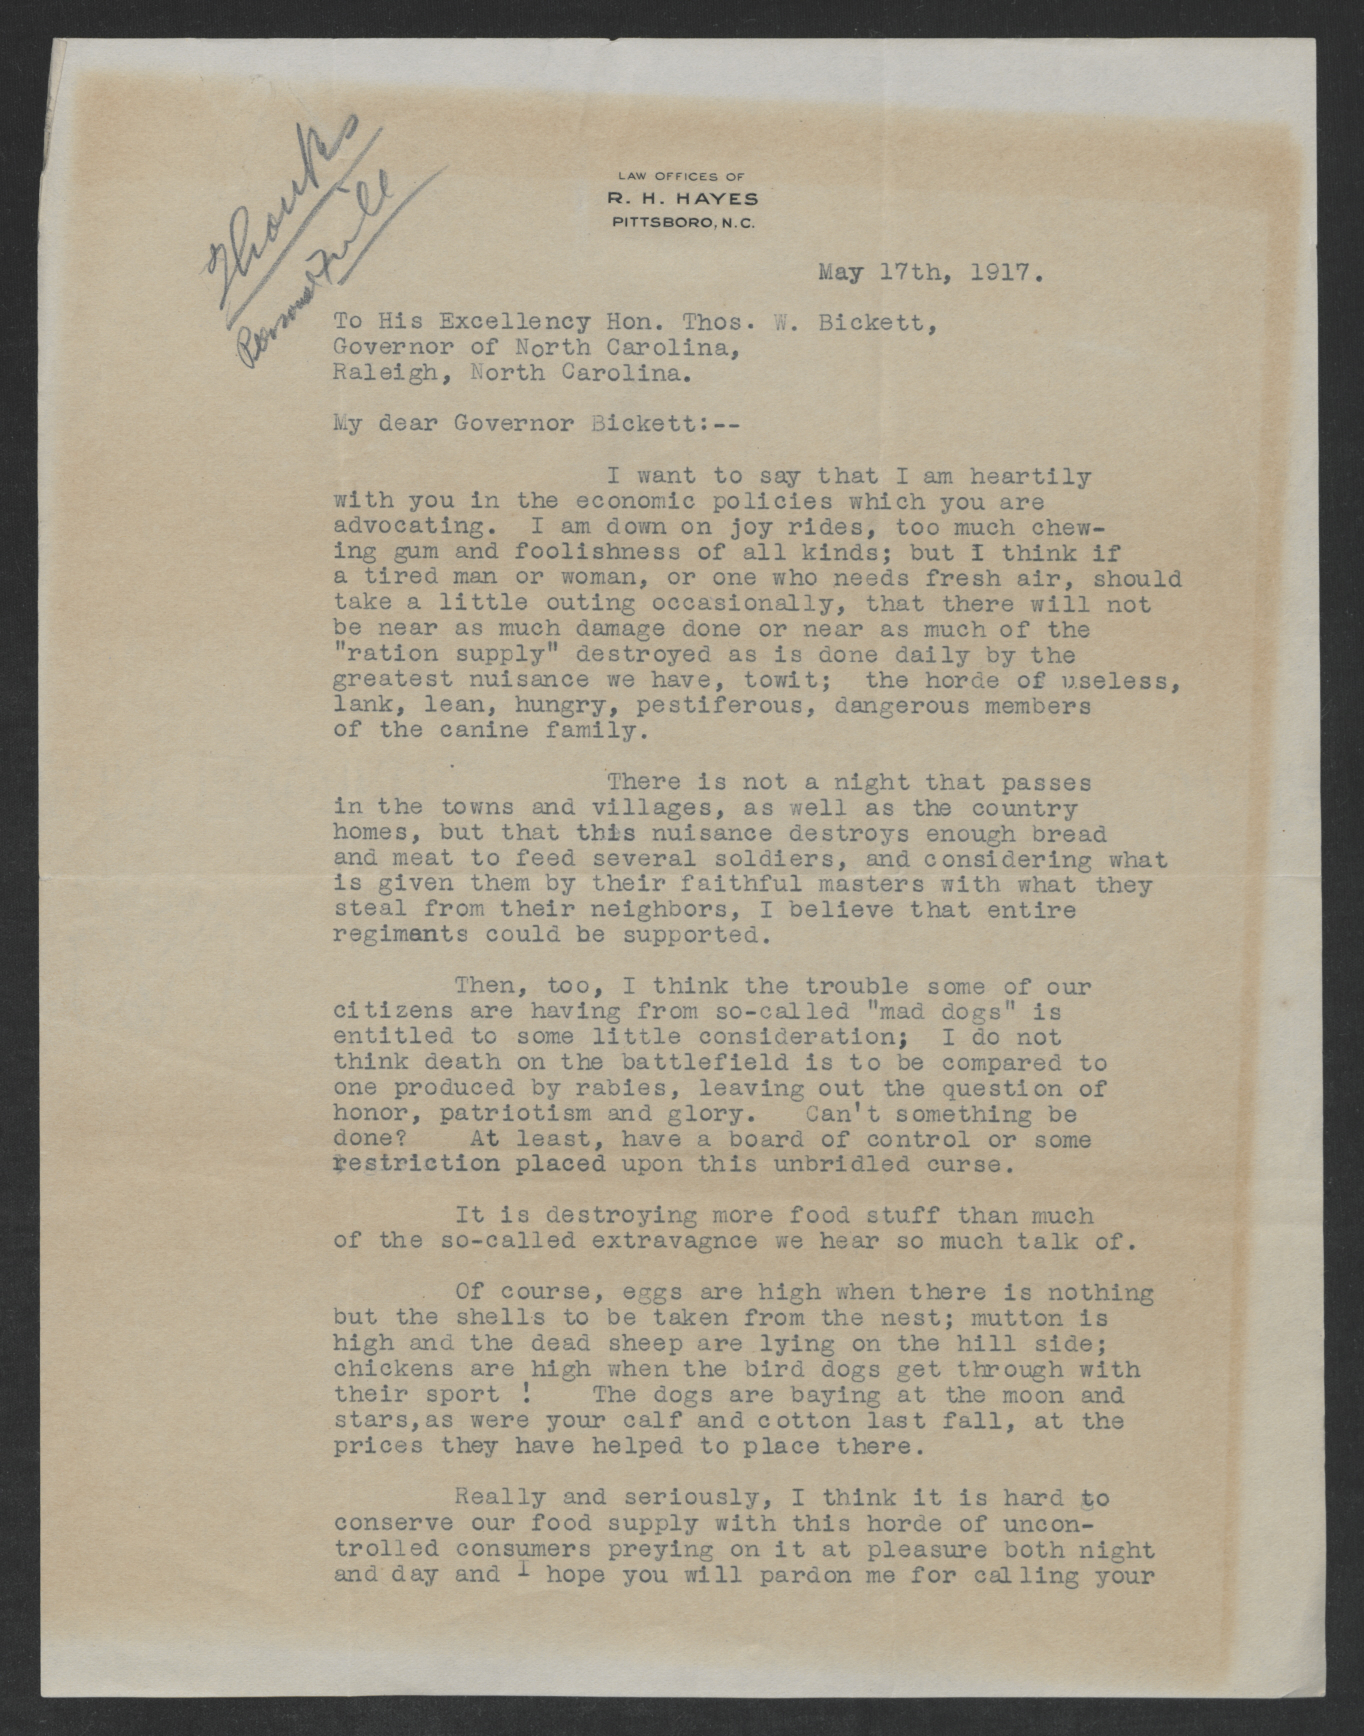 Thanks
Personal File
LAW OFFICES OF
R. H. HAYES
PITTSBORO, N. C.
May 17th, 1917.
To His Excellency Hon. Thos. W. Bickett,
Governor of North Carolina,
Raleigh, North Carolina.
My dear Governor Bickett:--
I want to say that I am heartily
with you in the economic policies which you are
advocating. I am down on joy rides, too much chew-
ing gum and foolishness of all kinds; but I think if
a tired man or woman, or one who needs fresh air, should
take a little outing occasionally, that there will not
be near as much damage done or near as much of the
"ration supply" destroyed as is done daily by the
greatest nuisance we have, towit; the horde of useless,
lank, lean, hungry, pestiferous, dangerous members
of the canine family.
There is not a night that passes
in the towns and villages, as well as the country
homes, but that this nuisance destroys enough bread
and meat to feed several soldiers, and considering what
is given them by their faithful masters with what they
steal from their neighbors, I believe that entire
regimants could be supported.
Then, too, I think the trouble some of our
citizens are having from so-called "mad dogs" is
entitled to some little consideration; I do not
think death on the battlefield is to be compared to
one produced by rabies, leaving out the question of
honor, patriotism and glory. Can't something be
done? At least, have a board of control or some
restriction placed upon this unbridled curse.
It is destroying more food stuff than much
of the so-called extravagnce we hear so much talk of.
Of course, eggs are high when there is nothing
but the shells to be taken from the nest; mutton is
high and the dead sheep are lying on the hill side;
chickens are high when the bird dogs get through with
their sport ! The dogs are baying at the moon and
stars,as were your calf and cotton last fall, at the
prices they have helped to place there.
Really and seriously, I think it is hard to
conserve our food supply with this horde of uncon-
trolled consumers preying on it at pleasure both night
and day and I hope you will pardon me for calling your